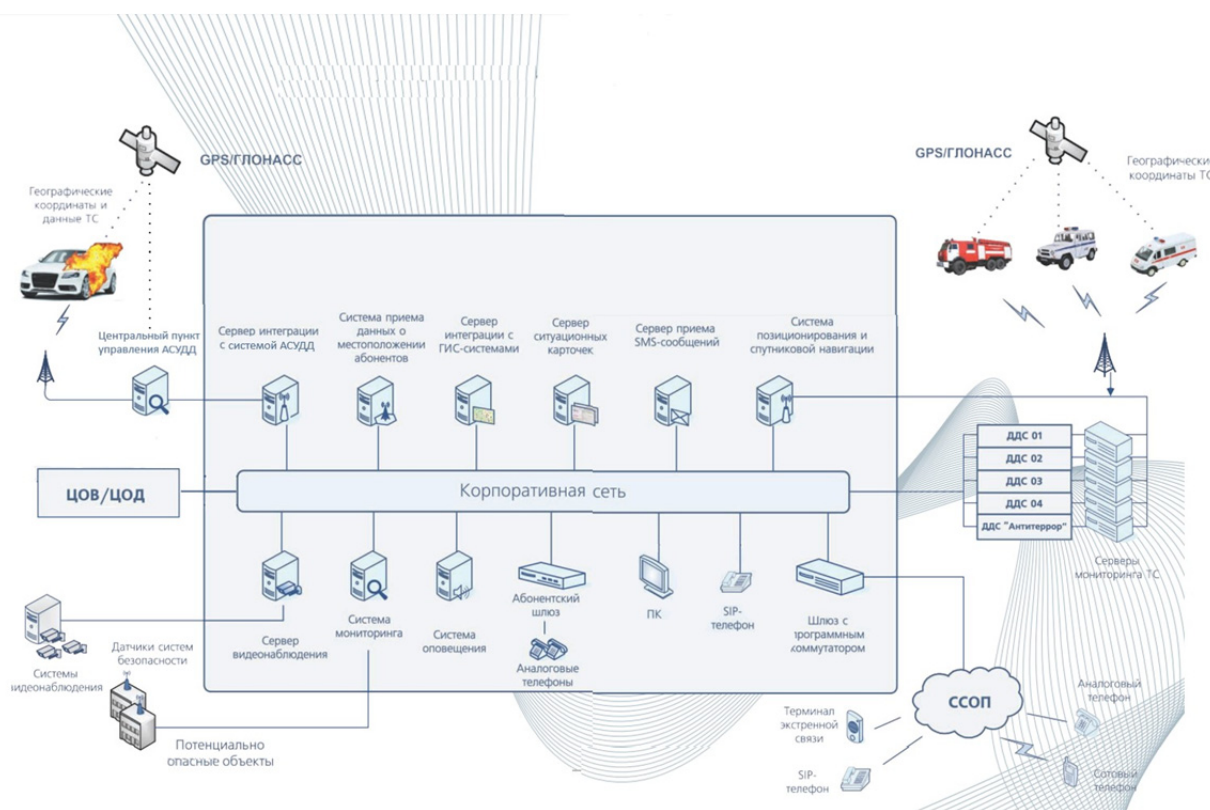 GPS/ГЛОНАСС
Географические
координаты и
данные ТС
GPS/ГЛОНАСС
Географически
координаты ТС
Центральный пункт
управления АСУДД
Сервер интеграции
с системой АСУДД
Система приема
данных о
местоположении
абонентов
Сервер
интеграции с
ГИС-системами
Сервер
ситуационных
карточек
Сервер приема
SMS-сообщений
Система
позиционирования и
спутниковой навигации
ЦОВ/ЦОД
Корпоративная сеть
ДДС 01
ДДС 02
ДДС 03
ДДС 04
ДДС "Антитеррор"
Серверы
мониторинга ТС
Сервер
видеонаблюдения
Система
мониторинга
Система
оповещения
Абонентский
шлюз
Аналоговые
телефоны
ПК
SIP-
телефон
Шлюз с
программным
коммутатором
Системы
видеонаблюдения
Датчики систем
безопасности
Потенциально
опасные объекты
ССОП
Терминал
экстренной
связи
SIP-
телефон
Аналоговый
телефон
Сотовый
телефон